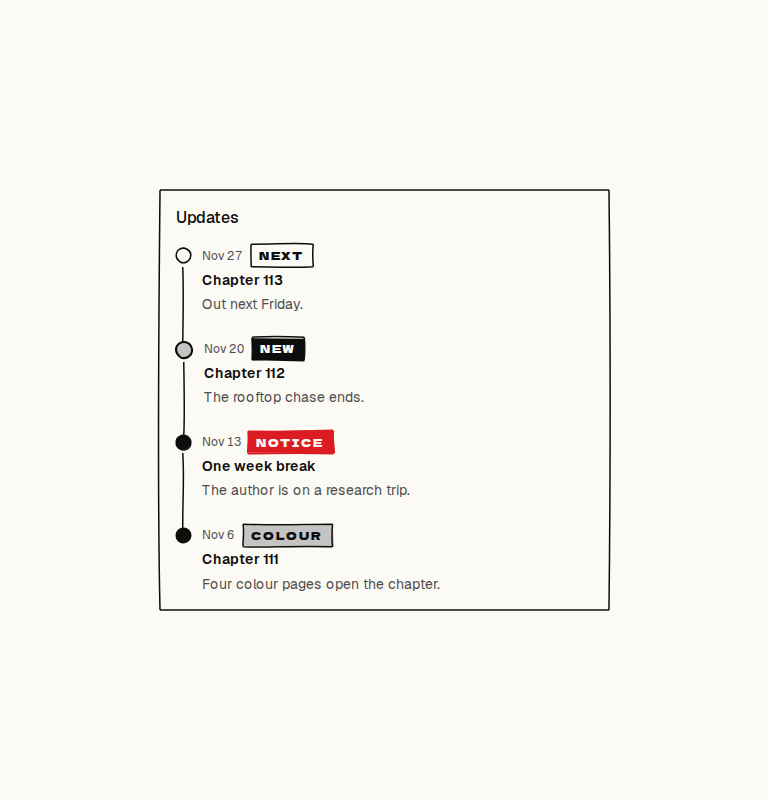 Updates
Nov 27 NEXT
Chapter 113
Out next Friday.
Nov 20 NEW
Chapter 112
The rooftop chase ends.
Nov 13 NOTICE
One week break
The author is on a research trip.
Nov 6 COLOUR
Chapter 111
Four colour pages open the chapter.